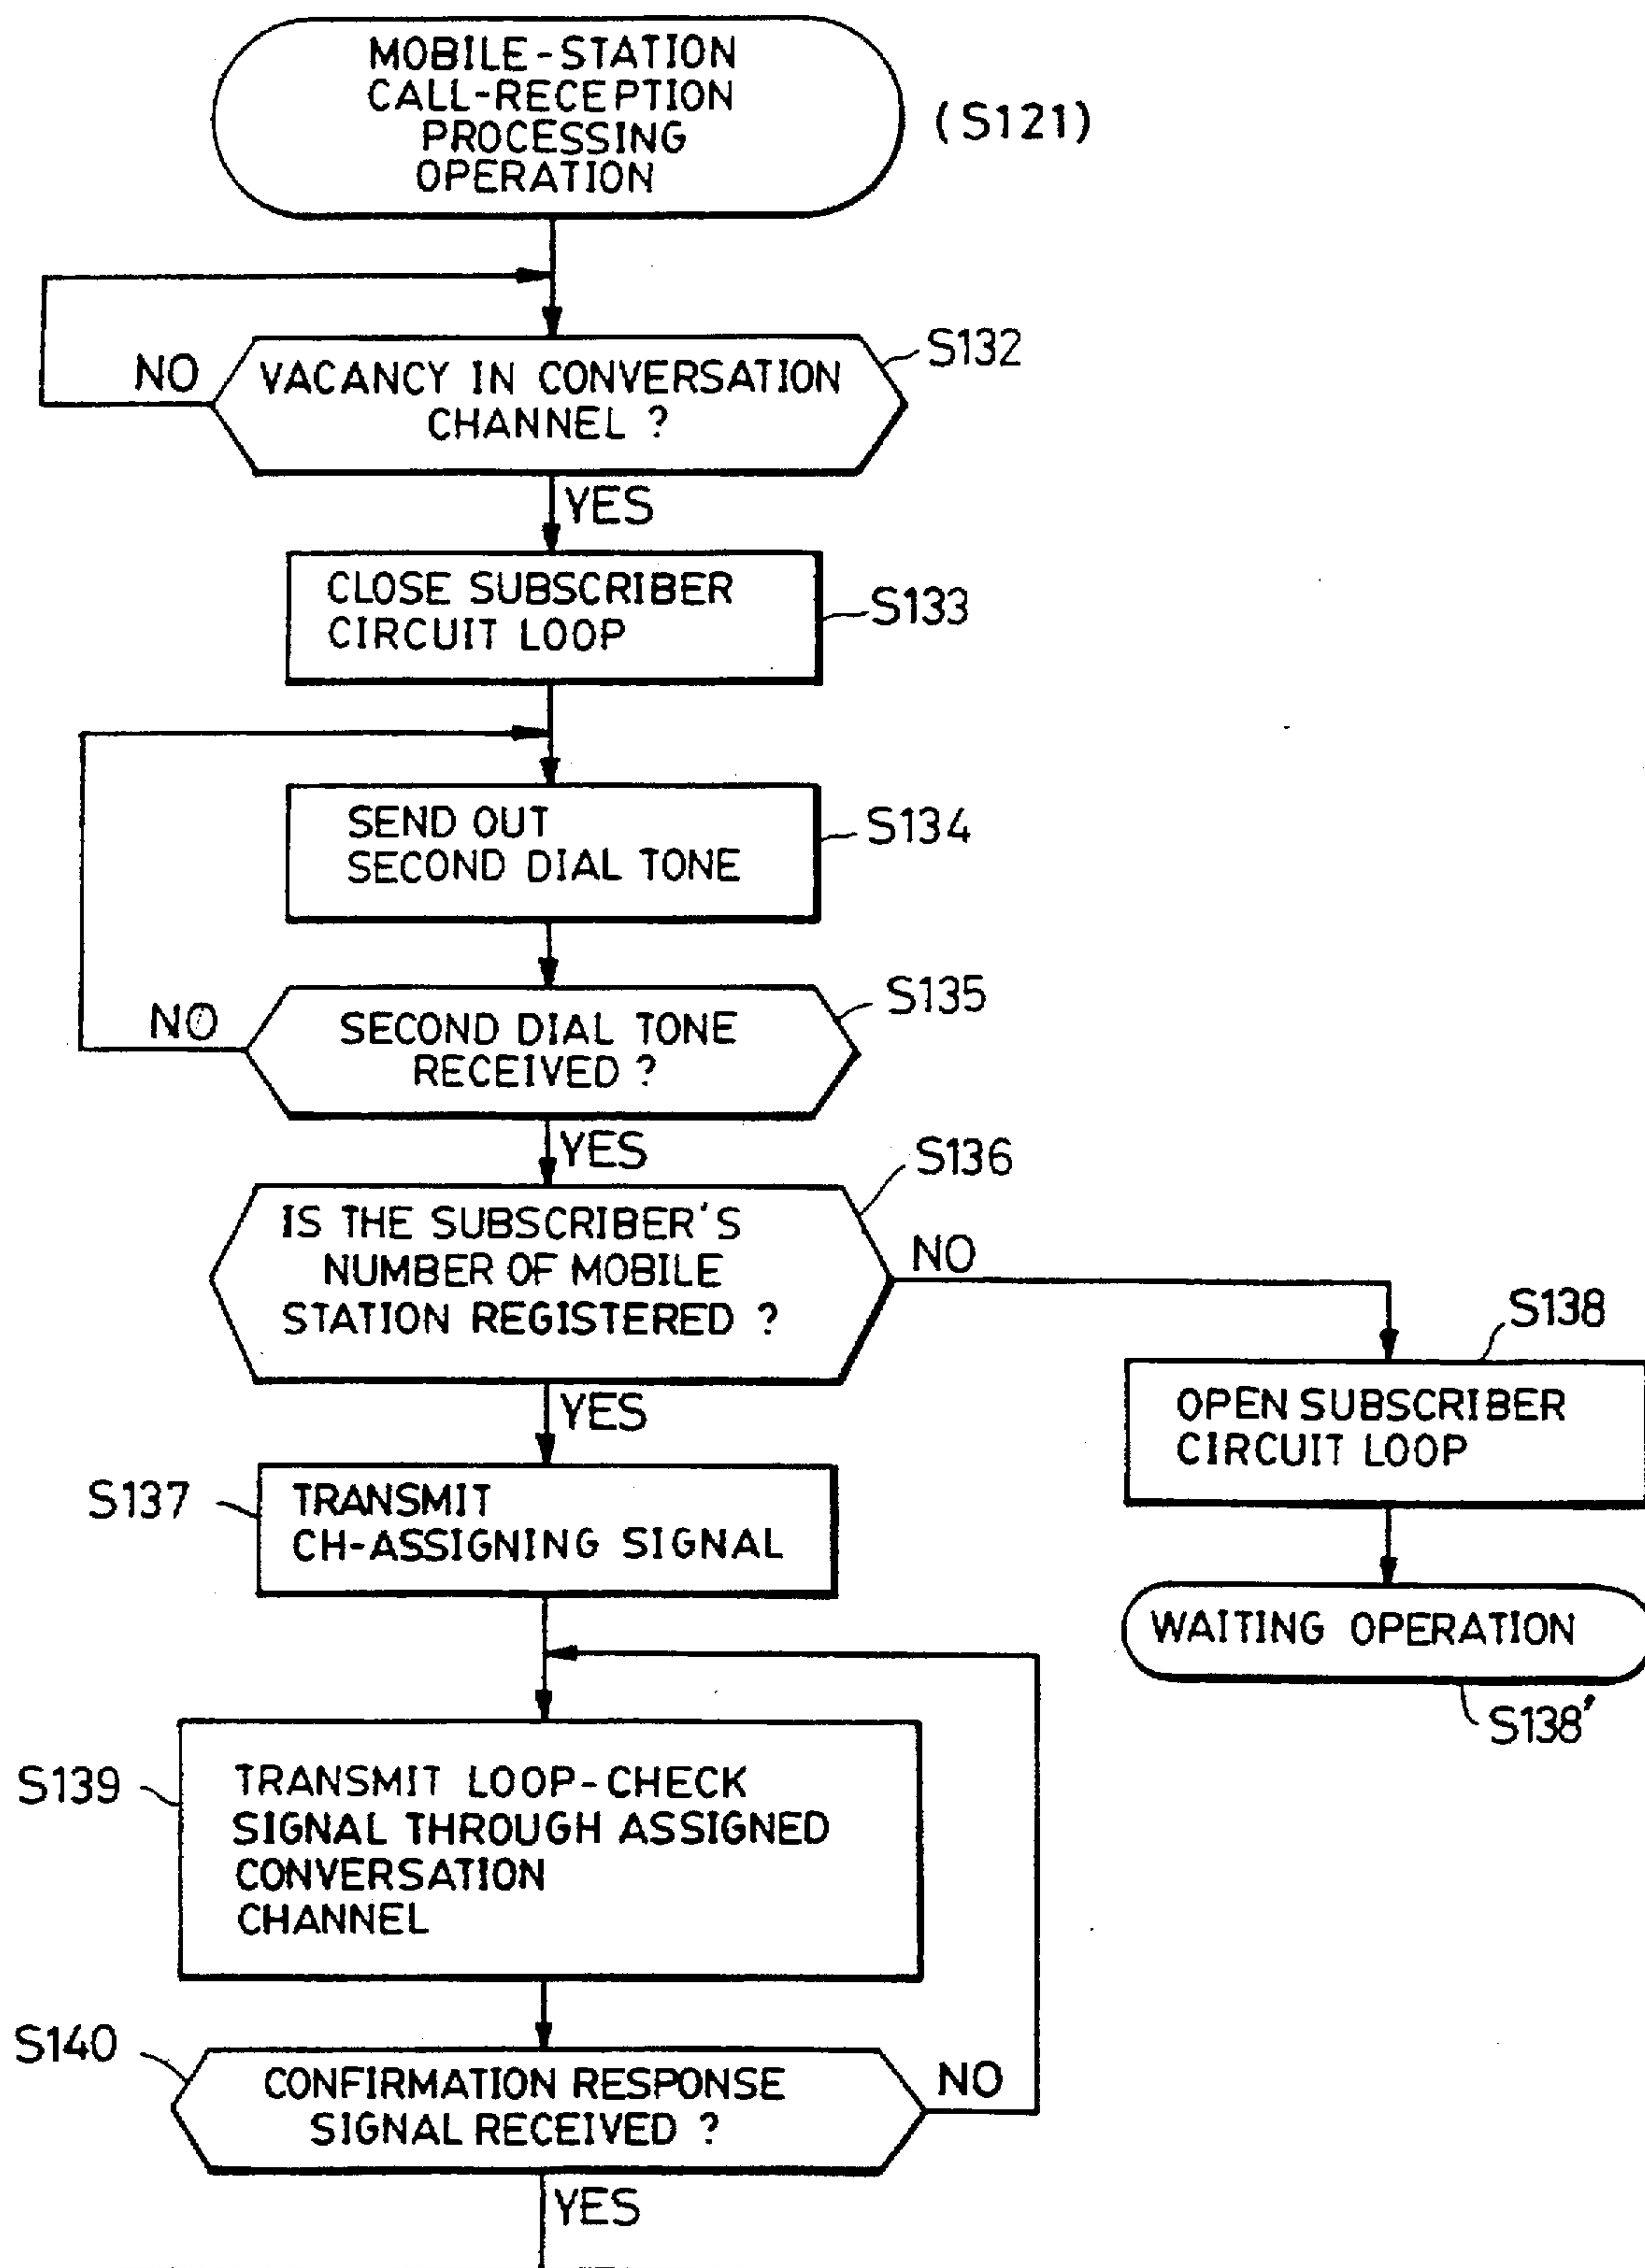 MOBILE-STATION
CALL-RECEPTION
PROCESSING
OPERATION
(S121)
S132
NO
VACANCY IN CONVERSATION
CHANNEL ?
YES
CLOSE SUBSCRIBER
CIRCUIT LOOP
S133
SEND OUT
SECOND DIAL TONE
S134
S135
NO
SECOND DIAL TONE
RECEIVED ?
YES
S136
IS THE SUBSCRIBER'S
NUMBER OF MOBILE
STATION REGISTERED ?
NO
S138
YES
OPEN SUBSCRIBER
CIRCUIT LOOP
S137
TRANSMIT
CH-ASSIGNING SIGNAL
WAITING OPERATION
S138'
S139
TRANSMIT LOOP-CHECK
SIGNAL THROUGH ASSIGNED
CONVERSATION
CHANNEL
S140
CONFIRMATION RESPONSE
SIGNAL RECEIVED ?
NO
YES